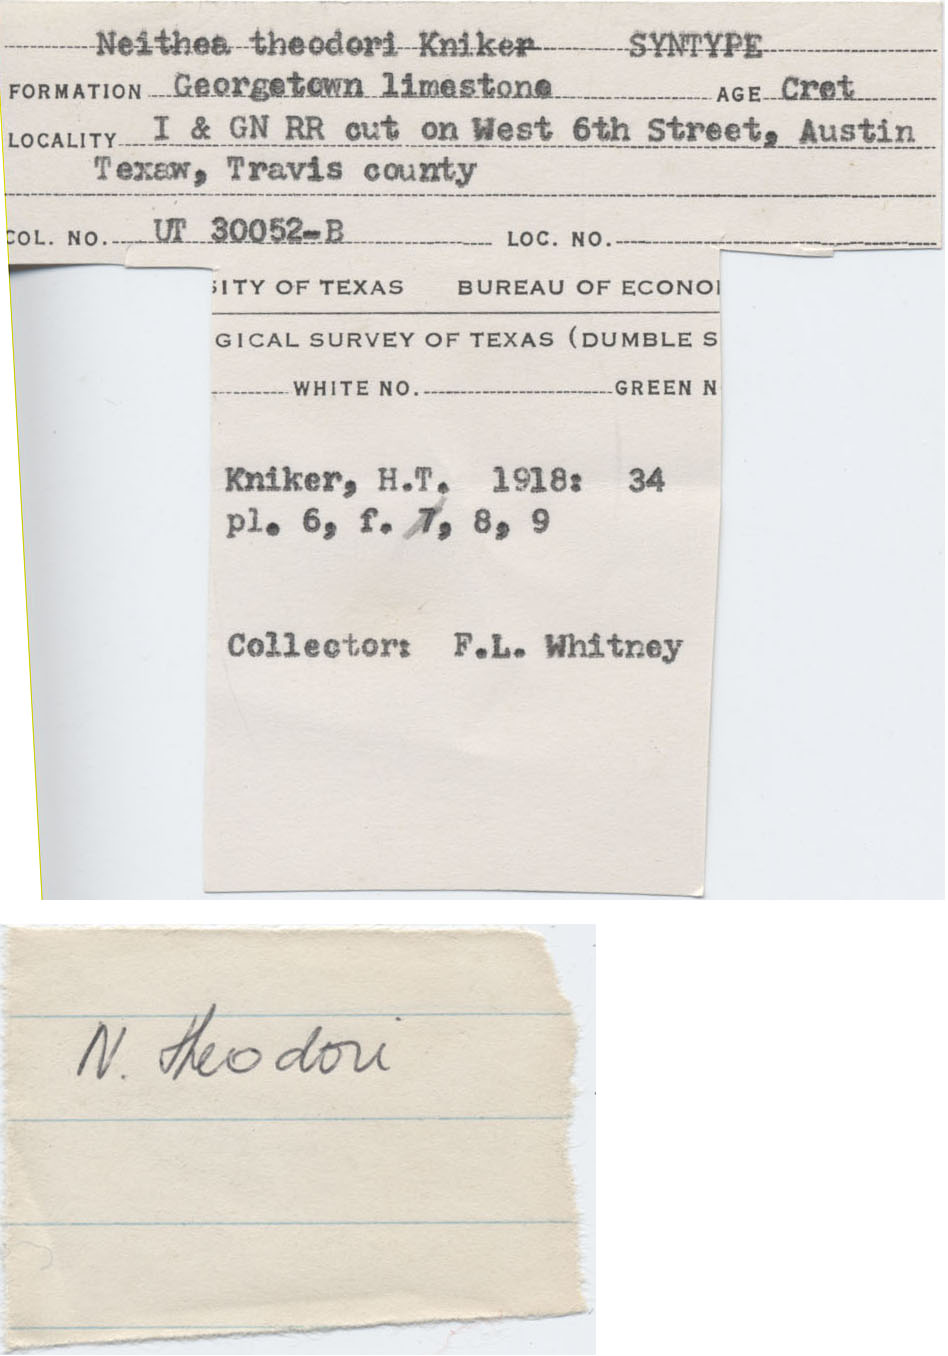 Neithea theodori Kniker SYNTYPE
FORMATION Georgetown limestone AGE Cret
LOCALITY I & GN RR cut on West 6th Street, Austin
Texaw, Travis county
COL. NO. UT 30052-B LOC. NO.
SITY OF TEXAS BUREAU OF ECONO
GICAL SURVEY OF TEXAS (DUMBLE S
WHITE NO. GREEN N
Kniker, H.T. 1918: 34
pl. 6, f. 7, 8, 9
Collector: F.L. Whitney
N. theodori